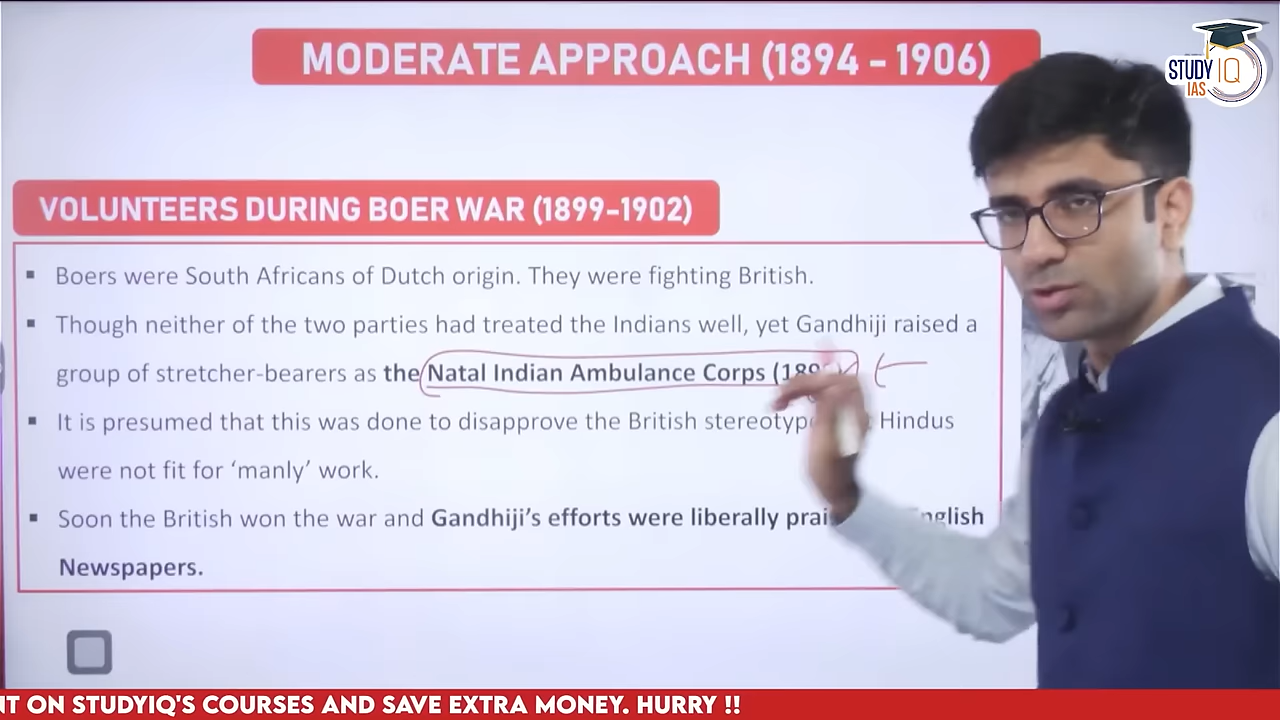 MODERATE APPROACH (1894 - 1906)
STUDY IQ
IAS
VOLUNTEERS DURING BOER WAR (1899-1902)
▪ Boers were South Africans of Dutch origin. They were fighting British.
▪ Though neither of the two parties had treated the Indians well, yet Gandhiji raised a
group of stretcher-bearers as the Natal Indian Ambulance Corps (189
▪ It is presumed that this was done to disapprove the British Hindus
were not fit for ‘manly’ work.
▪ Soon the British won the war and Gandhiji’s efforts were liberally
Newspapers.
NT ON STUDYIQ'S COURSES AND SAVE EXTRA MONEY. HURRY !!